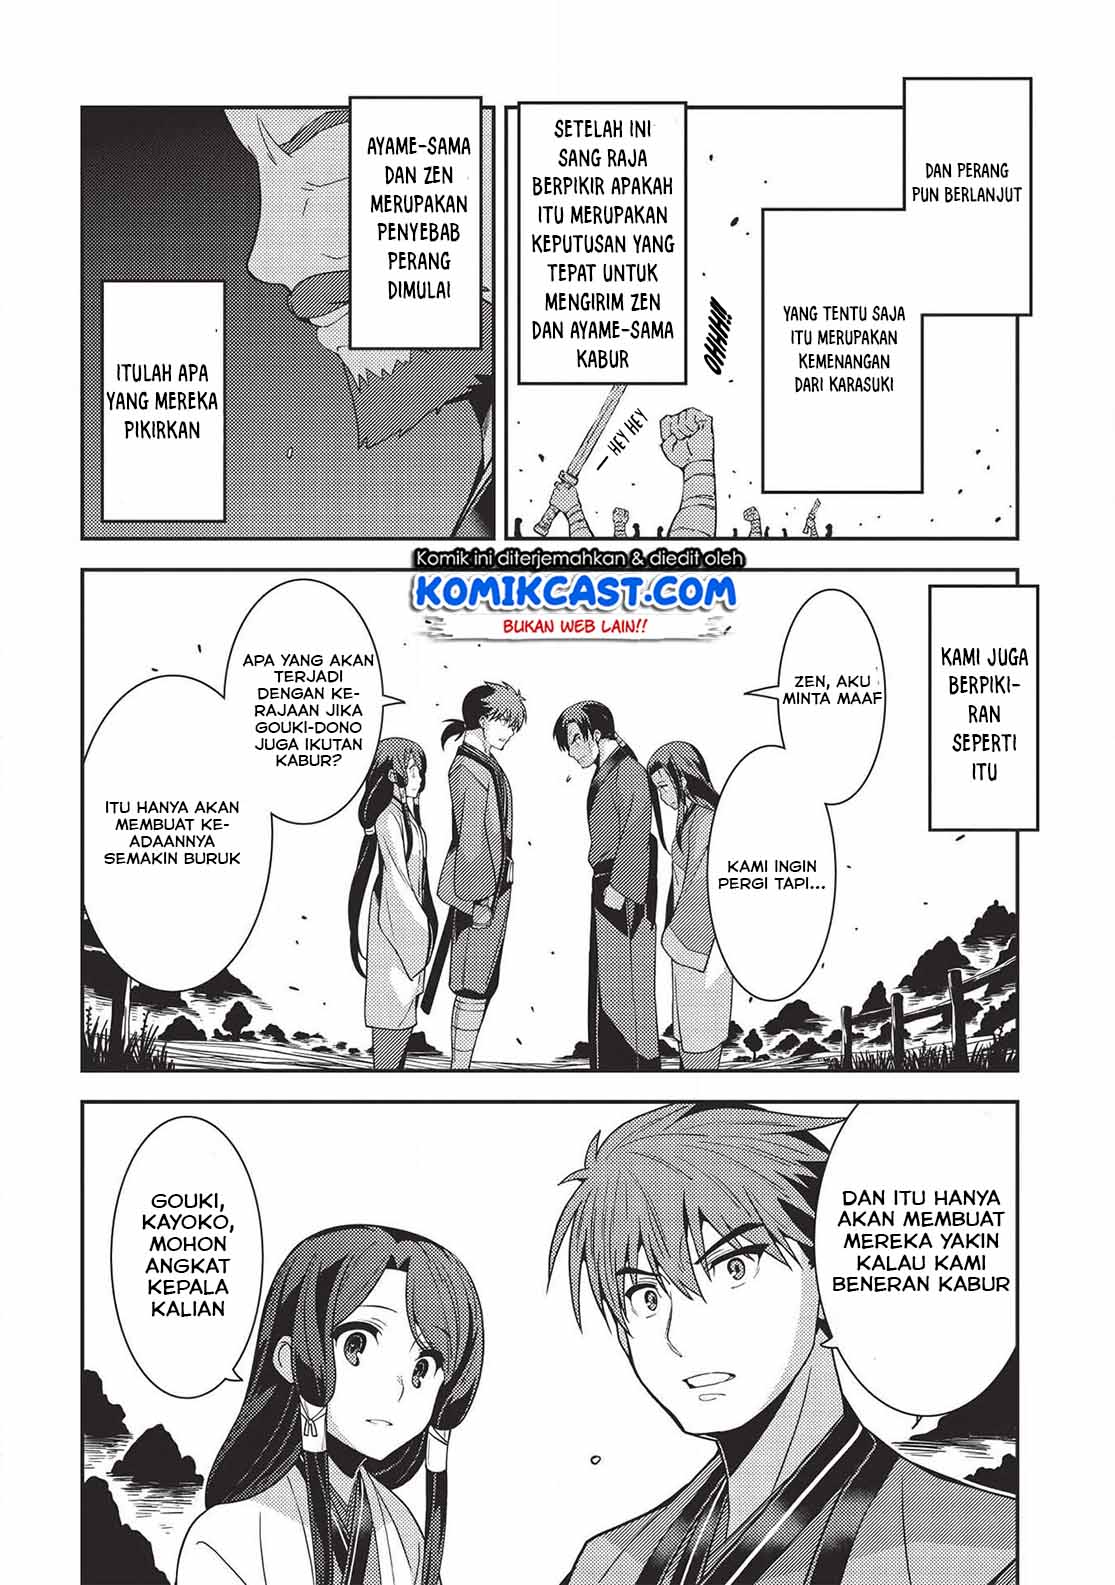 DAN PERANG
PUN BERLANJUT
YANG TENTU SAJA
ITU MERUPAKAN
KEMENANGAN
DARI KARASUKI
OHHHH!!
HEY HEY
SETELAH INI
SANG RAJA
BERPIKIR APAKAH
ITU MERUPAKAN
KEPUTUSAN YANG
TEPAT UNTUK
MENGIRIM ZEN
DAN AYAME-SAMA
KABUR
AYAME-SAMA
DAN ZEN
MERUPAKAN
PENYEBAB
PERANG
DIMULAI
ITULAH APA
YANG MEREKA
PIKIRKAN
Komik ini diterjemahkan & diedit oleh
KOMIKCAST.COM
BUKAN WEB LAIN!!
KAMI JUGA
BERPIKI-
RAN
SEPERTI
ITU
ZEN, AKU
MINTA MAAF
KAMI INGIN
PERGI TAPI...
APA YANG AKAN
TERJADI
DENGAN KE-
RAJAAN JIKA
GOUKI-DONO
JUGA IKUTAN
KABUR?
ITU HANYA AKAN
MEMBUAT KE-
ADAANNYA
SEMAKIN BURUK
DAN ITU HANYA
AKAN MEMBUAT
MEREKA YAKIN
KALAU KAMI
BENERAN KABUR
GOUKI,
KAYOKO,
MOHON
ANGKAT
KEPALA
KALIAN